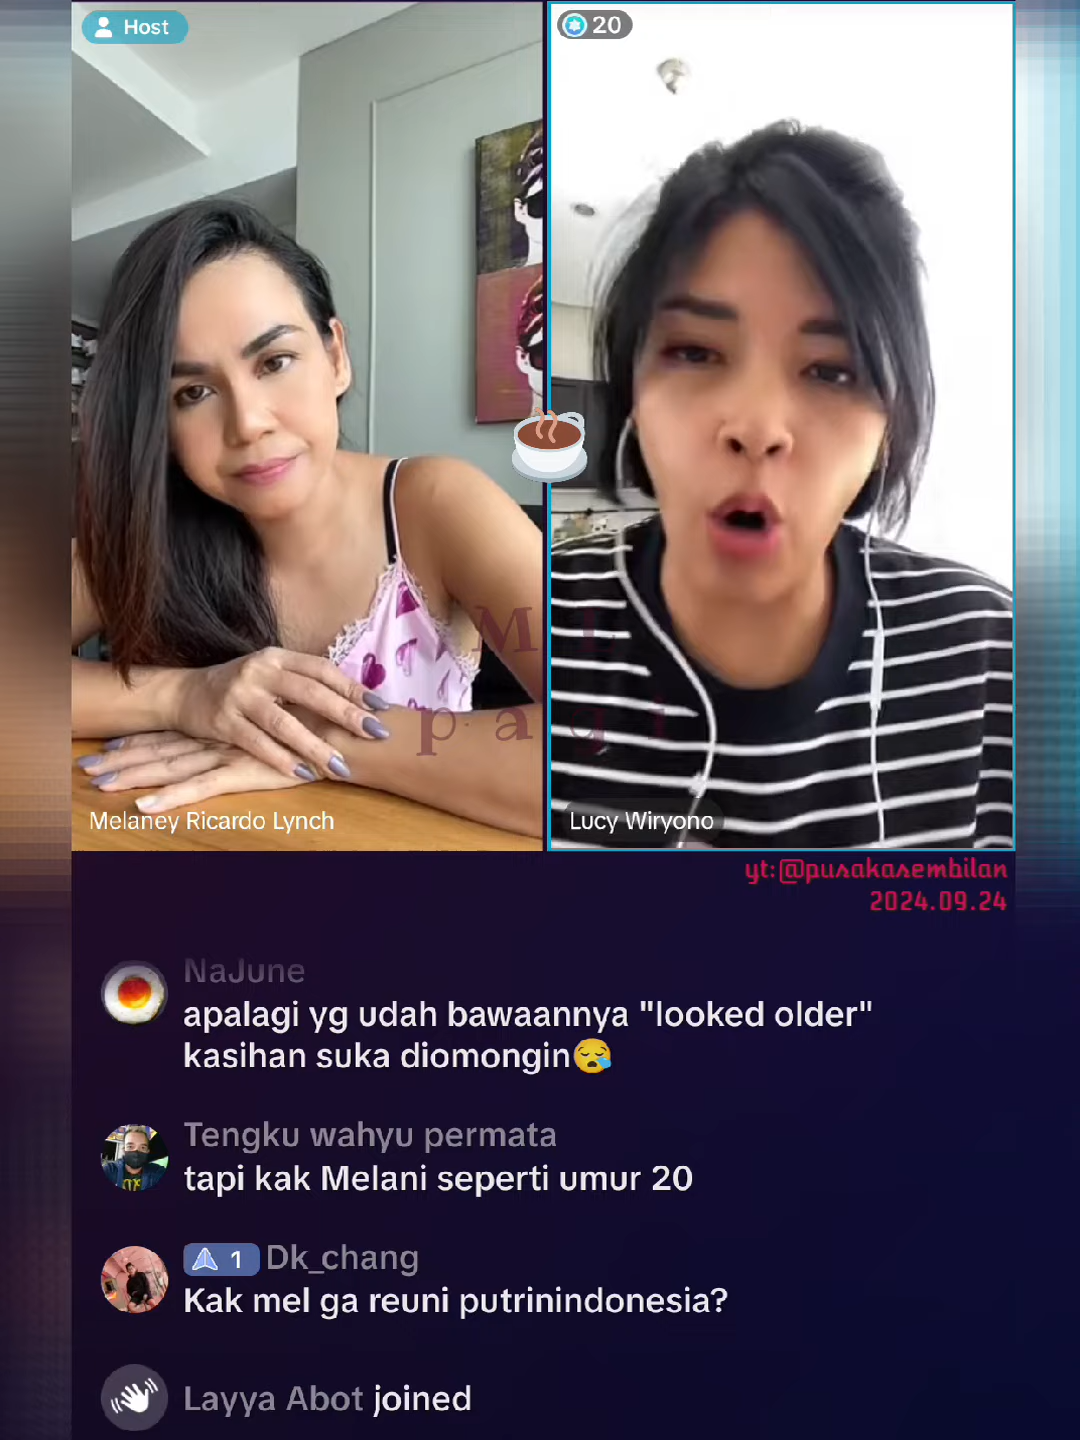 Host
20
M L
pagi
Melaney Ricardo Lynch
Lucy Wiryono
yt:@pusakasembilan
2024.09.24
NaJune
apalagi yg udah bawaannya "looked older"
kasihan suka diomongin😪
Tengku wahyu permata
tapi kak Melani seperti umur 20
1 Dk_chang
Kak mel ga reuni putrinindonesia?
Layya Abot joined